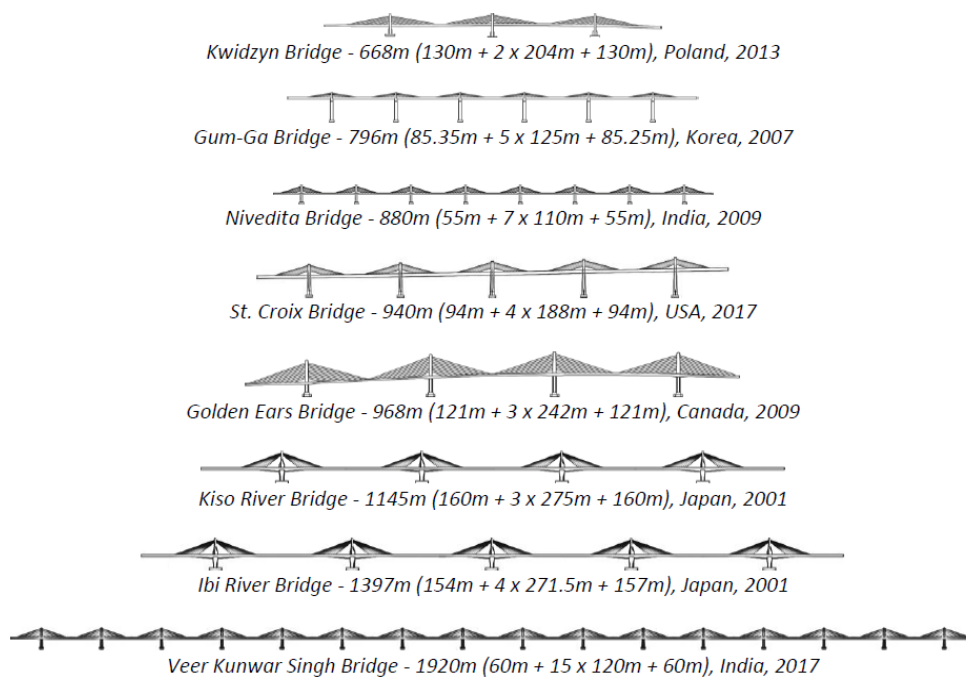 Kwidzyn Bridge - 668m (130m + 2 x 204m + 130m), Poland, 2013
Gum-Ga Bridge - 796m (85.35m + 5 x 125m + 85.25m), Korea, 2007
Nivedita Bridge - 880m (55m + 7 x 110m + 55m), India, 2009
St. Croix Bridge - 940m (94m + 4 x 188m + 94m), USA, 2017
Golden Ears Bridge - 968m (121m + 3 x 242m + 121m), Canada, 2009
Kiso River Bridge - 1145m (160m + 3 x 275m + 160m), Japan, 2001
Ibi River Bridge - 1397m (154m + 4 x 271.5m + 157m), Japan, 2001
Veer Kunwar Singh Bridge - 1920m (60m + 15 x 120m + 60m), India, 2017